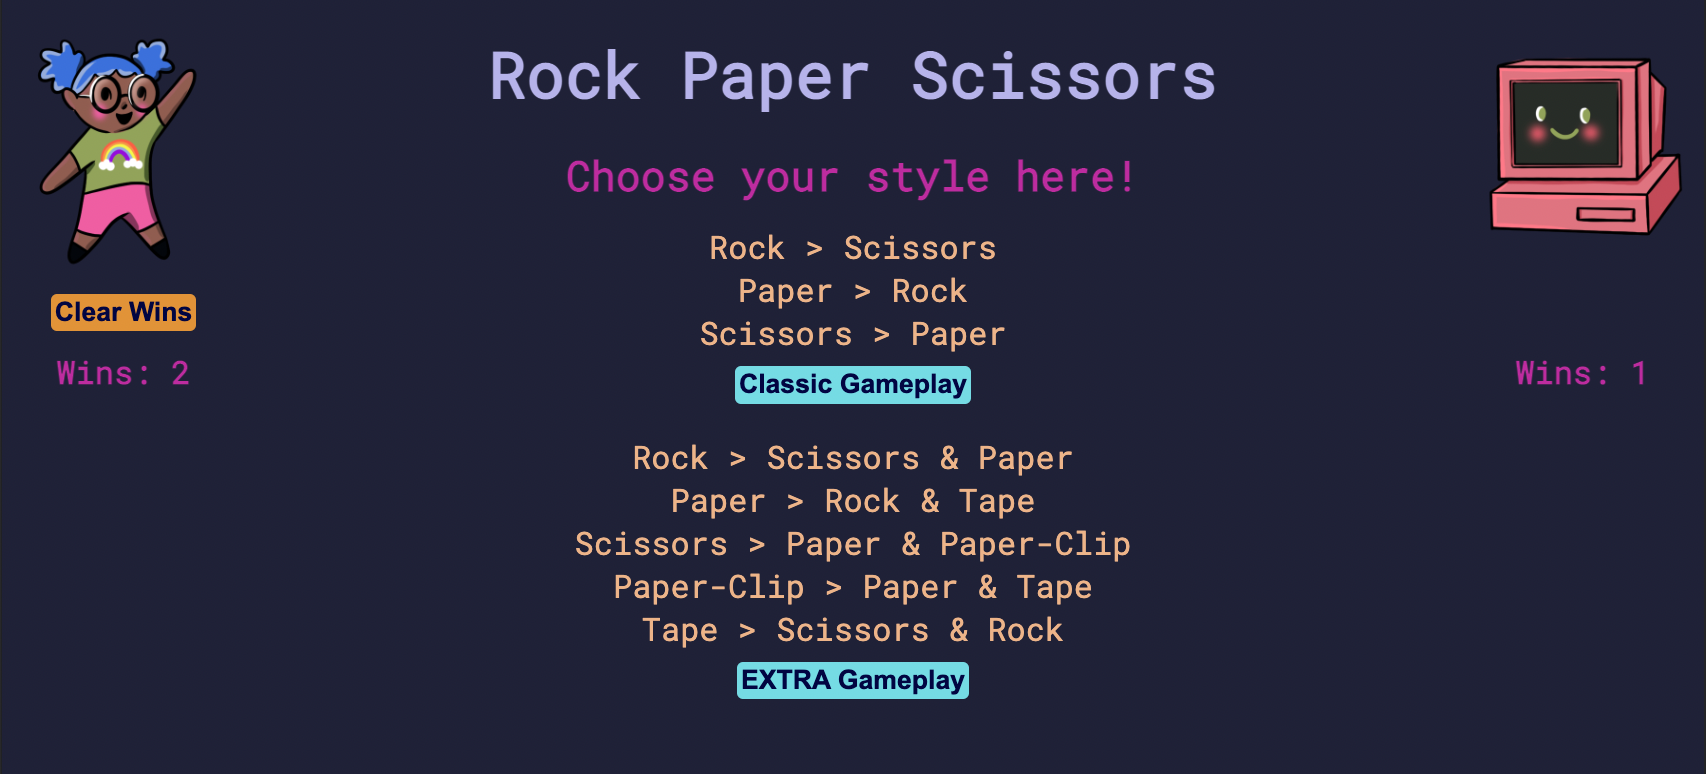 Rock Paper Scissors
Choose your style here!
Rock > Scissors
Paper > Rock
Scissors > Paper
Classic Gameplay
Rock > Scissors & Paper
Paper > Rock & Tape
Scissors > Paper & Paper-Clip
Paper-Clip > Paper & Tape
Tape > Scissors & Rock
EXTRA Gameplay
Clear Wins
Wins: 2
Wins: 1